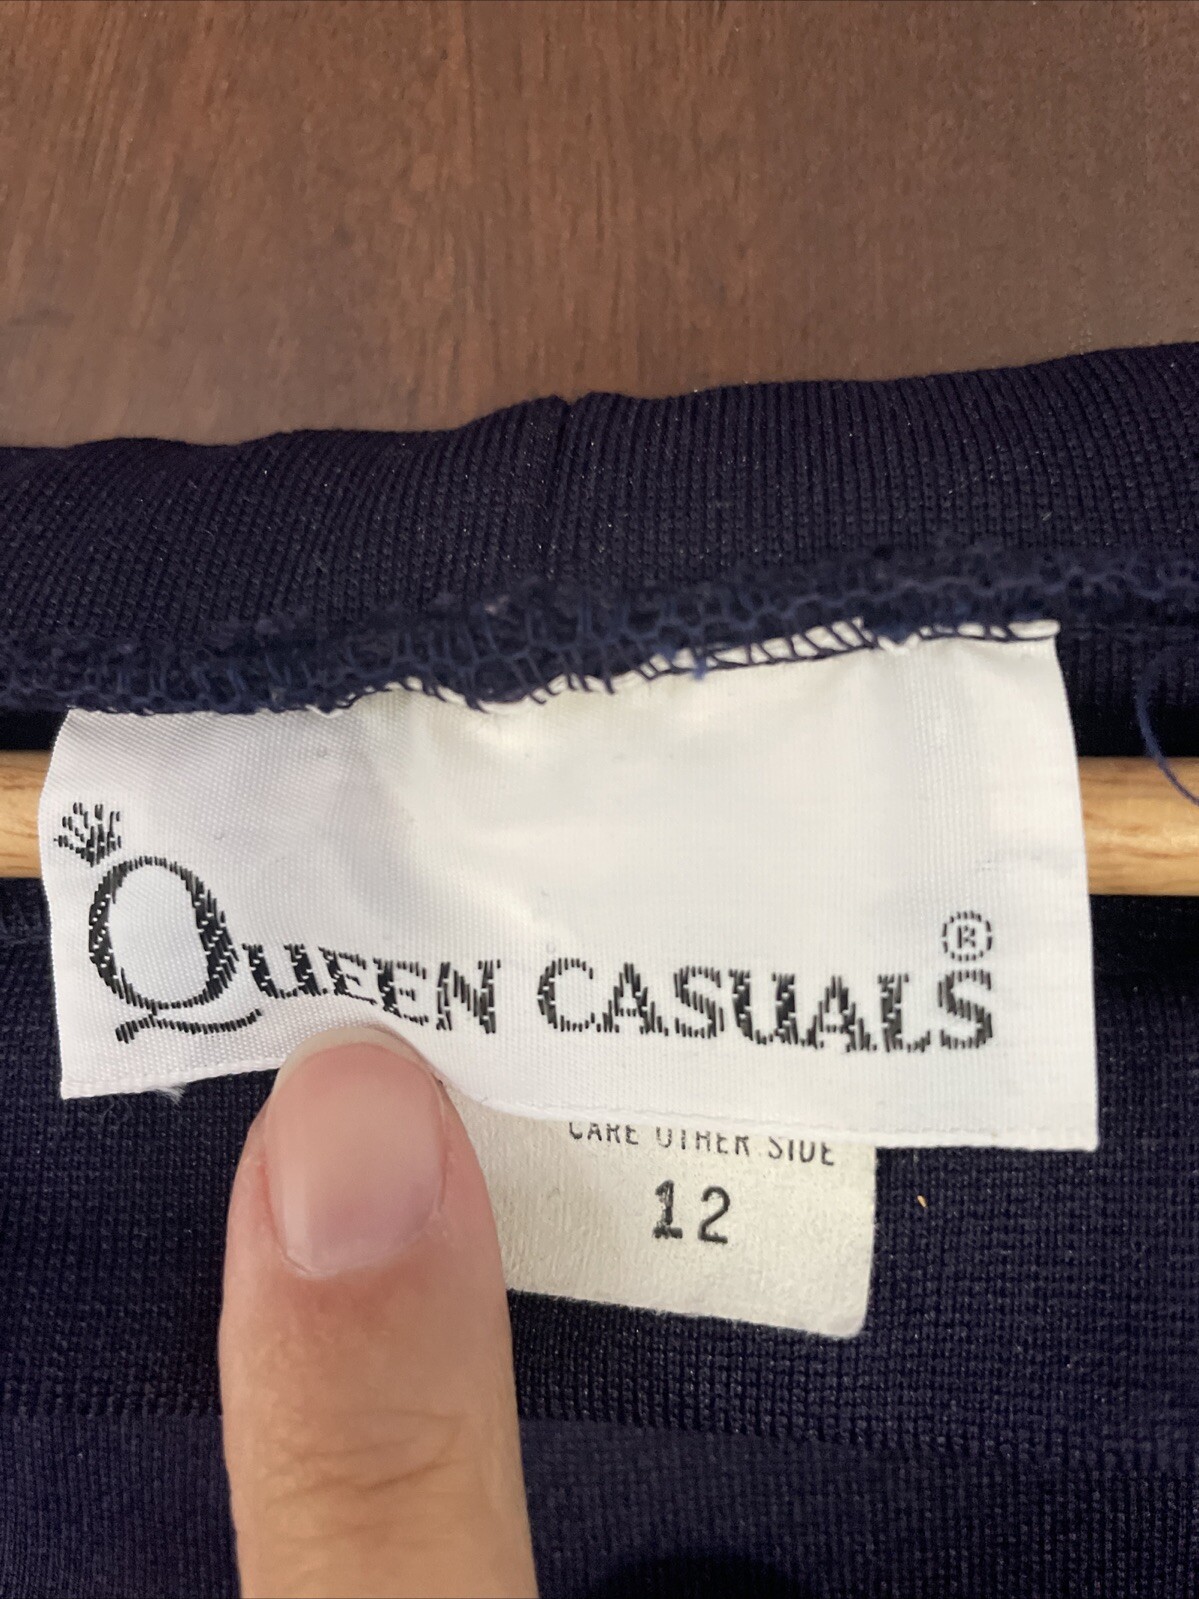 QUEEN CASUALS®
CARE OTHER SIDE
12